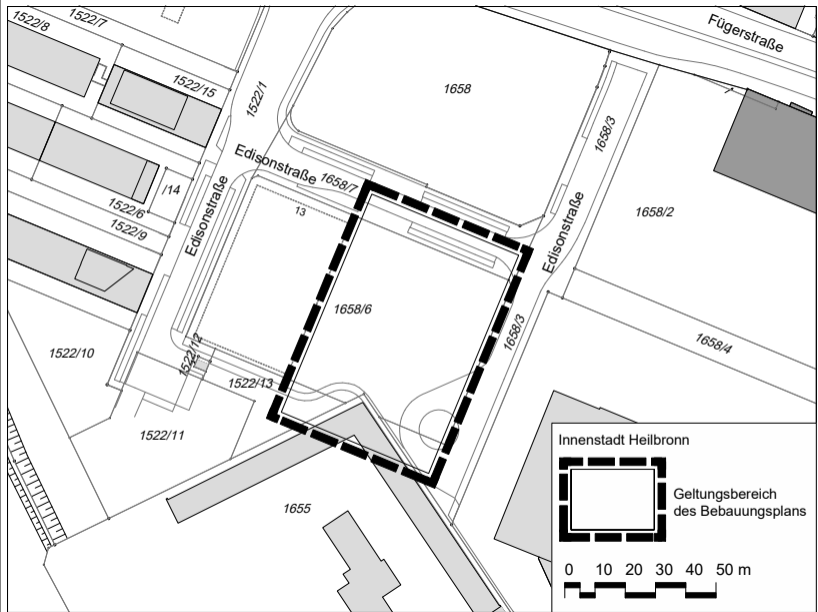 1522/8
1522/7
Fügerstraße
1522/15
1522/1
1658
1658/3
Edisonstraße
1658/7
/14
13
1522/6
1522/9
Edisonstraße
Edisonstraße
1658/2
1658/6
1658/3
1658/4
1522/10
1522/12
1522/13
1522/11
1655
Innenstadt Heilbronn
Geltungsbereich
des Bebauungsplans
0 10 20 30 40 50 m